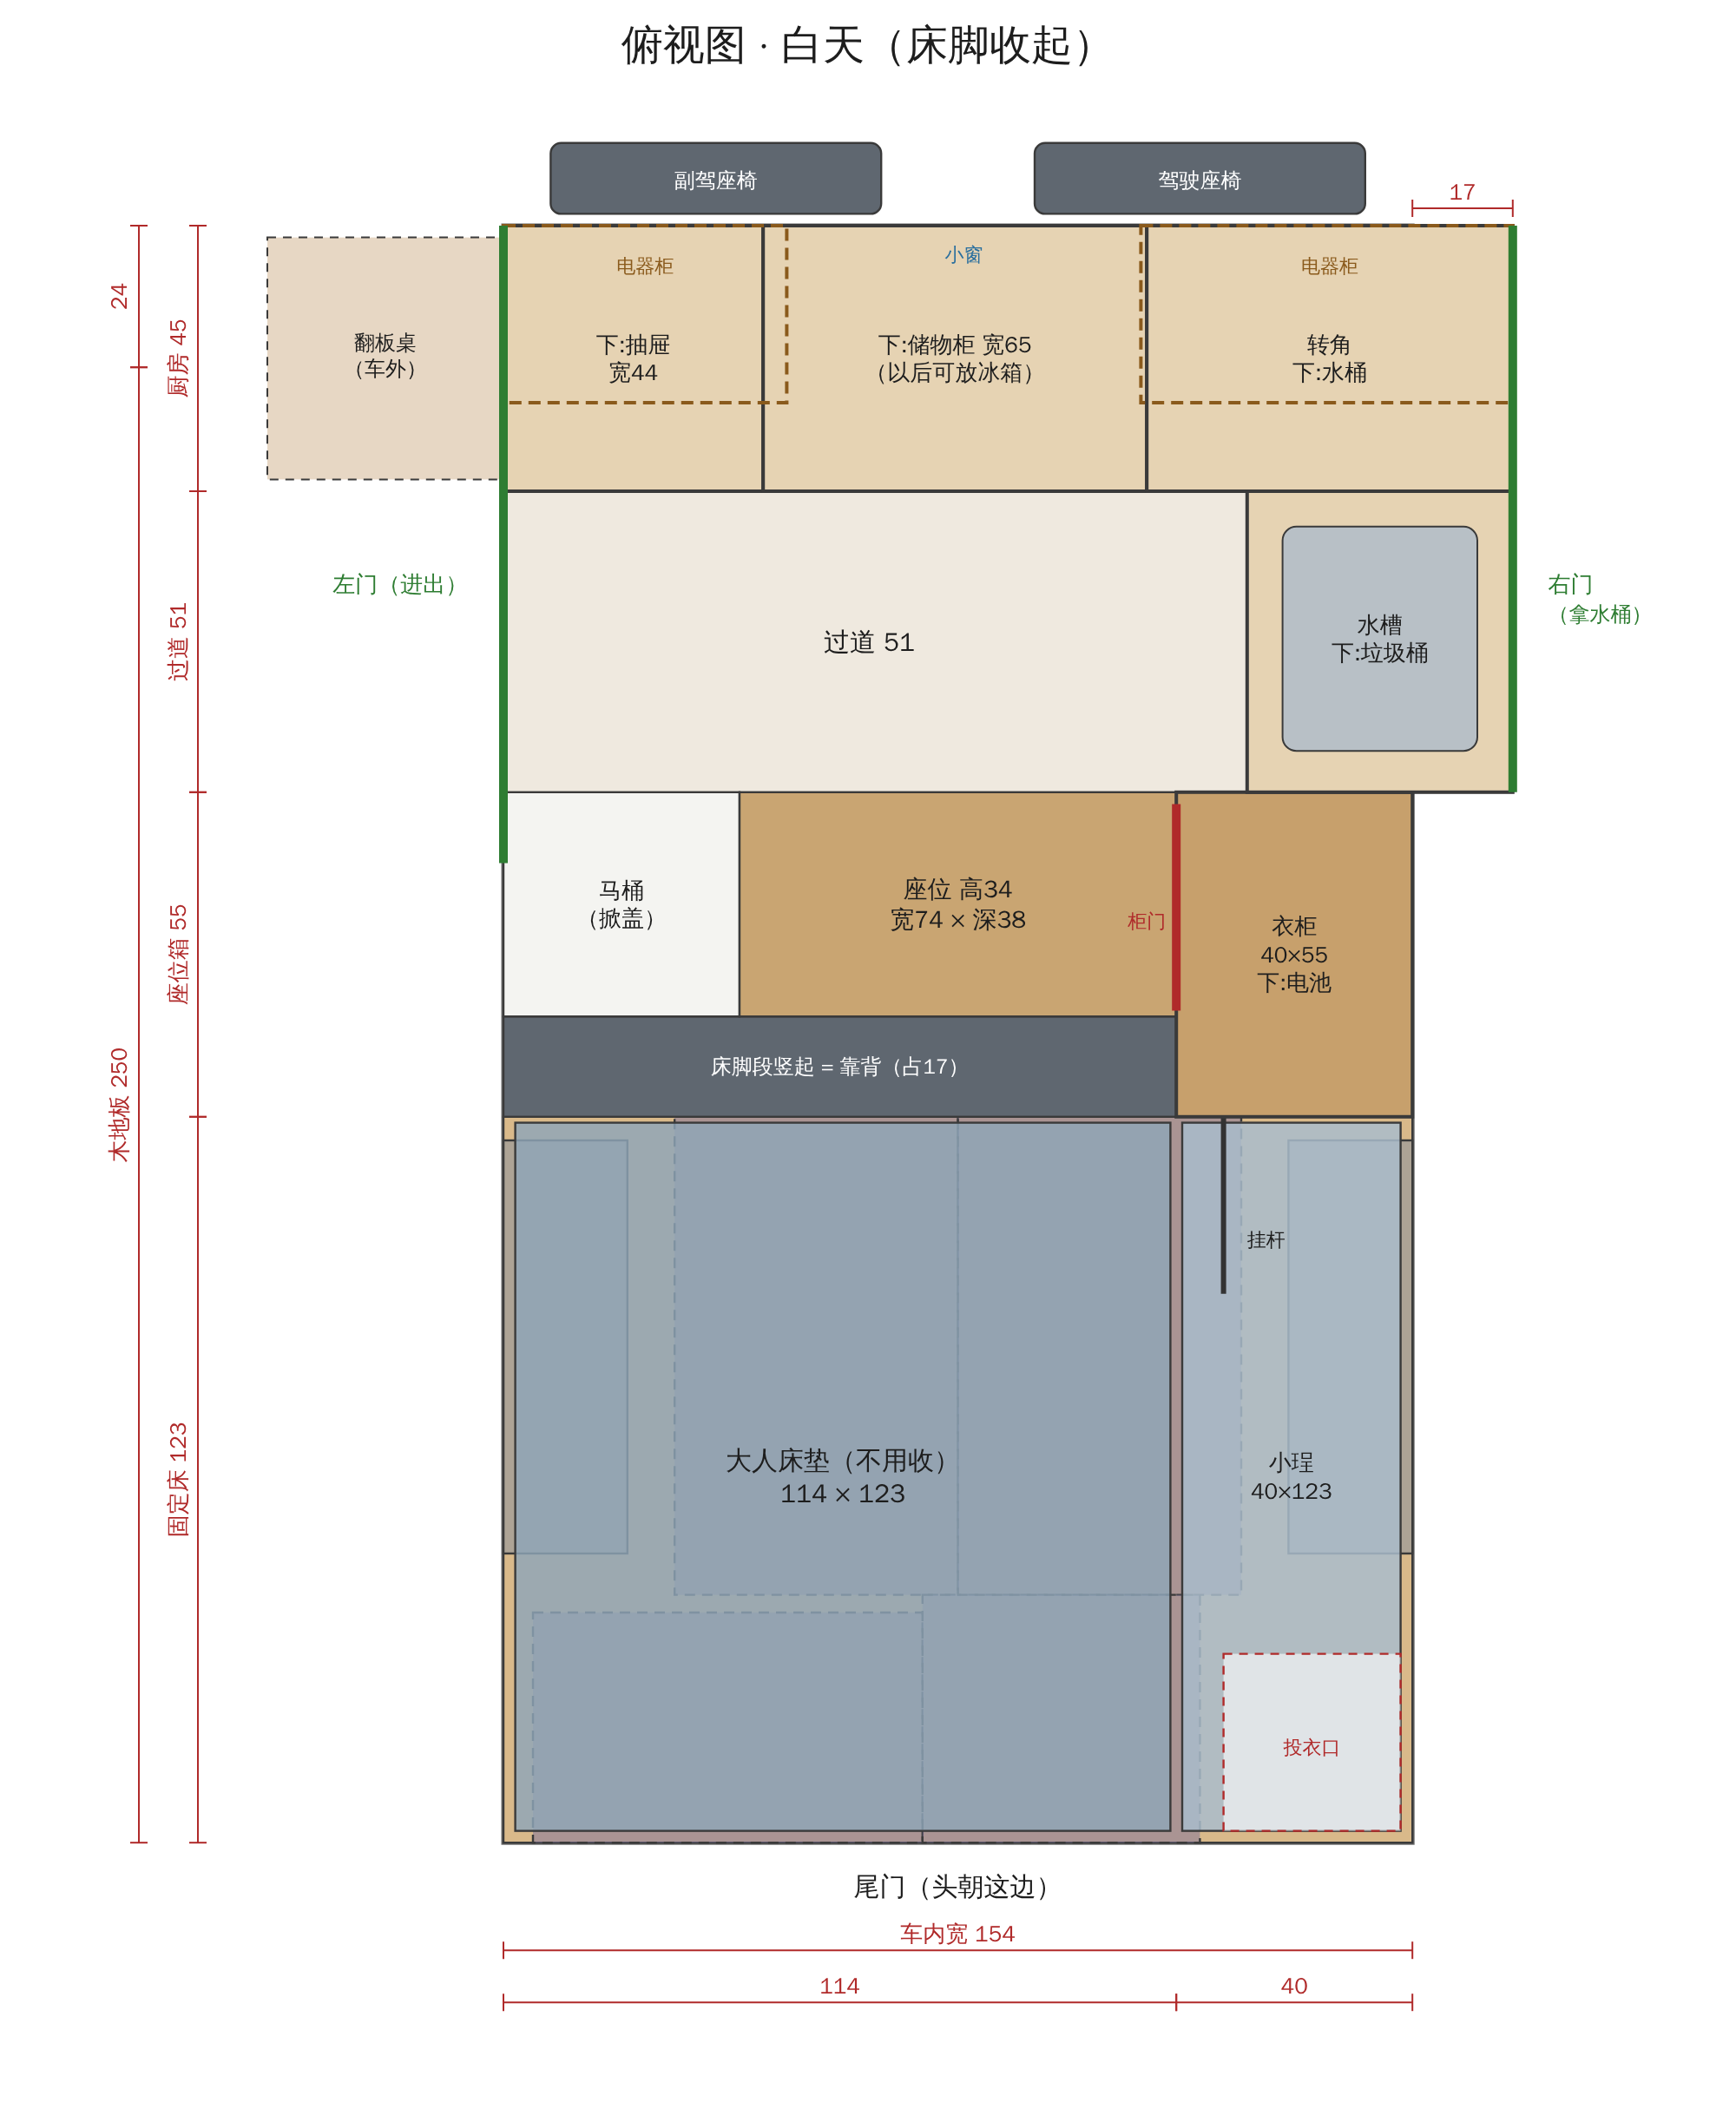 俯视图 · 白天（床脚收起）
副驾座椅
驾驶座椅
17
24
厨房 45
翻板桌
（车外）
电器柜
下:抽屉
宽44
小窗
下:储物柜 宽65
（以后可放冰箱）
电器柜
转角
下:水桶
左门（进出）
过道 51
过道 51
水槽
下:垃圾桶
右门
（拿水桶）
座位箱 55
马桶
（掀盖）
座位 高34
宽74 × 深38
柜门
衣柜
40×55
下:电池
床脚段竖起 = 靠背（占17）
木地板 250
挂杆
固定床 123
大人床垫（不用收）
114 × 123
小珵
40×123
投衣口
尾门（头朝这边）
车内宽 154
114
40